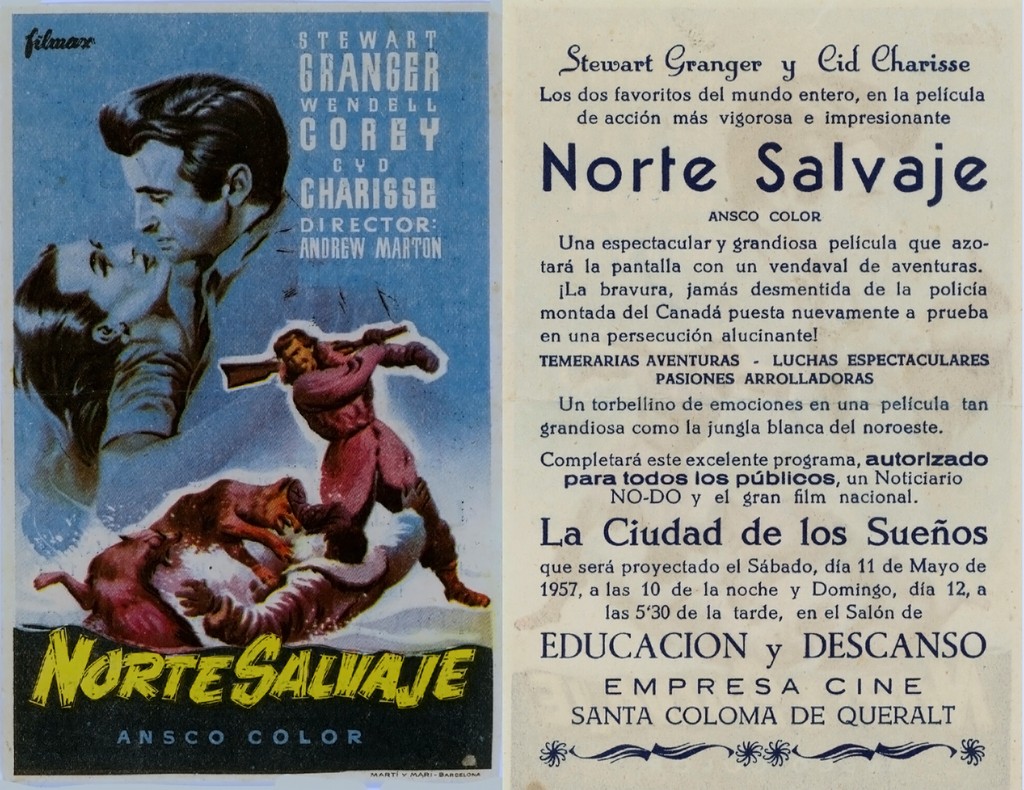 filmax
STEWART
GRANGER
WENDELL
COREY
CYD
CHARISSE
DIRECTOR:
ANDREW MARTON
NORTE SALVAJE
ANSCO COLOR
MARTÍ Y MARI - BARCELONA
Stewart Granger y Cid Charisse
Los dos favoritos del mundo entero, en la película
de acción más vigorosa e impresionante
Norte Salvaje
ANSCO COLOR
Una espectacular y grandiosa película que azo-
tará la pantalla con un vendaval de aventuras.
¡La bravura, jamás desmentida de la policía
montada del Canadá puesta nuevamente a prueba
en una persecución alucinante!
TEMERARIAS AVENTURAS - LUCHAS ESPECTACULARES
PASIONES ARROLLADORAS
Un torbellino de emociones en una película tan
grandiosa como la jungla blanca del noroeste.
Completará este excelente programa, autorizado
para todos los públicos, un Noticiario
NO-DO y el gran film nacional.
La Ciudad de los Sueños
que será proyectado el Sábado, día 11 de Mayo de
1957, a las 10 de la noche y Domingo, día 12, a
las 5'30 de la tarde, en el Salón de
EDUCACION y DESCANSO
EMPRESA CINE
SANTA COLOMA DE QUERALT